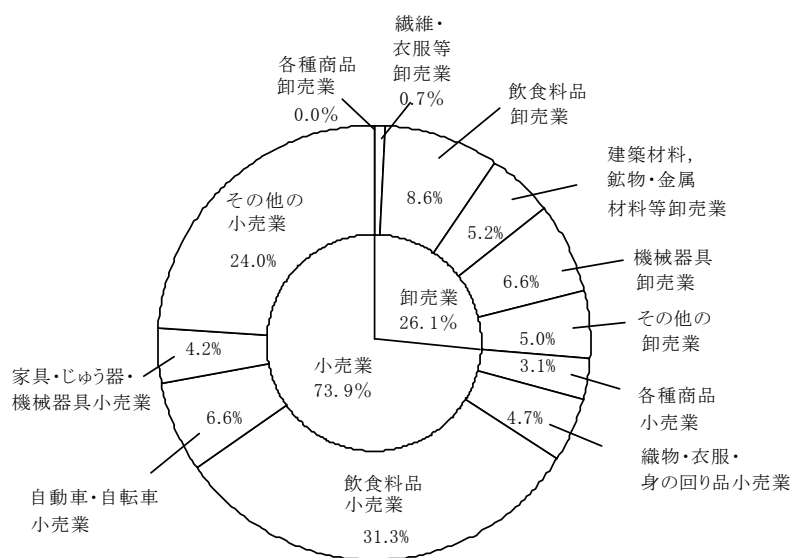 各種商品
卸売業
0.0%
繊維・
衣服等
卸売業
0.7%
飲食料品
卸売業
8.6%
建築材料,
鉱物・金属
材料等卸売業
5.2%
機械器具
卸売業
6.6%
その他の
卸売業
5.0%
卸売業
26.1%
各種商品
小売業
3.1%
織物・衣服・
身の回り品小売業
4.7%
飲食料品
小売業
31.3%
自動車・自転車
小売業
6.6%
家具・じゅう器・
機械器具小売業
4.2%
その他の
小売業
24.0%
小売業
73.9%